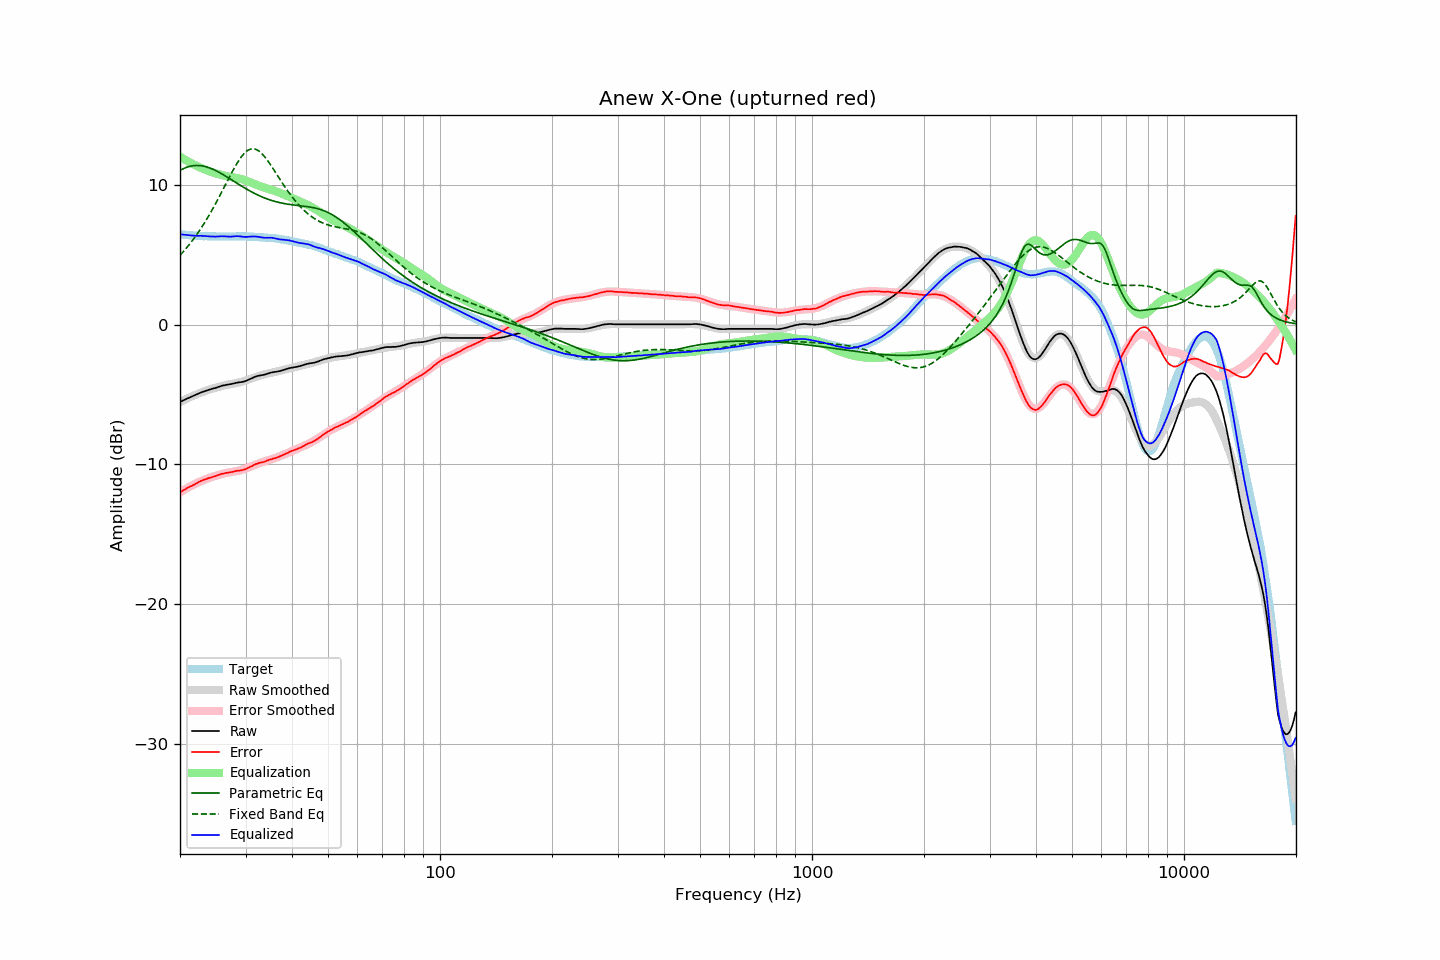 Anew X-One (upturned red)
10
0
−10
−20
−30
Amplitude (dBr)
Target
Raw Smoothed
Error Smoothed
Raw
Error
Equalization
Parametric Eq
Fixed Band Eq
Equalized
100
1000
10000
Frequency (Hz)